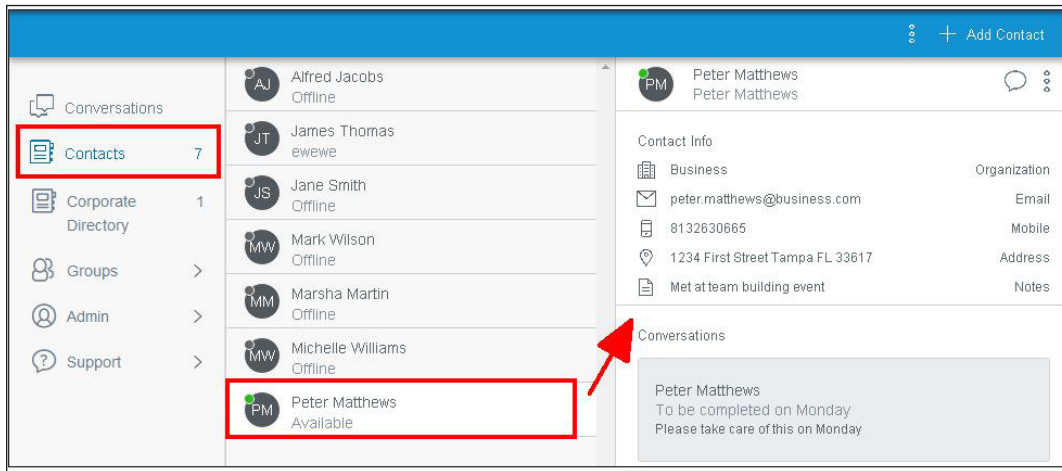 + Add Contact
Conversations
Contacts 7
Corporate 1
Directory
Groups >
Admin >
? Support >
AJ Alfred Jacobs
Offline
JT James Thomas
ewewe
JS Jane Smith
Offline
MW Mark Wilson
Offline
MM Marsha Martin
Offline
MW Michelle Williams
Offline
PM Peter Matthews
Available
PM Peter Matthews
Peter Matthews
Contact Info
Business Organization
peter.matthews@business.com Email
8132630665 Mobile
1234 First Street Tampa FL 33617 Address
Met at team building event Notes
Conversations
Peter Matthews
To be completed on Monday
Please take care of this on Monday